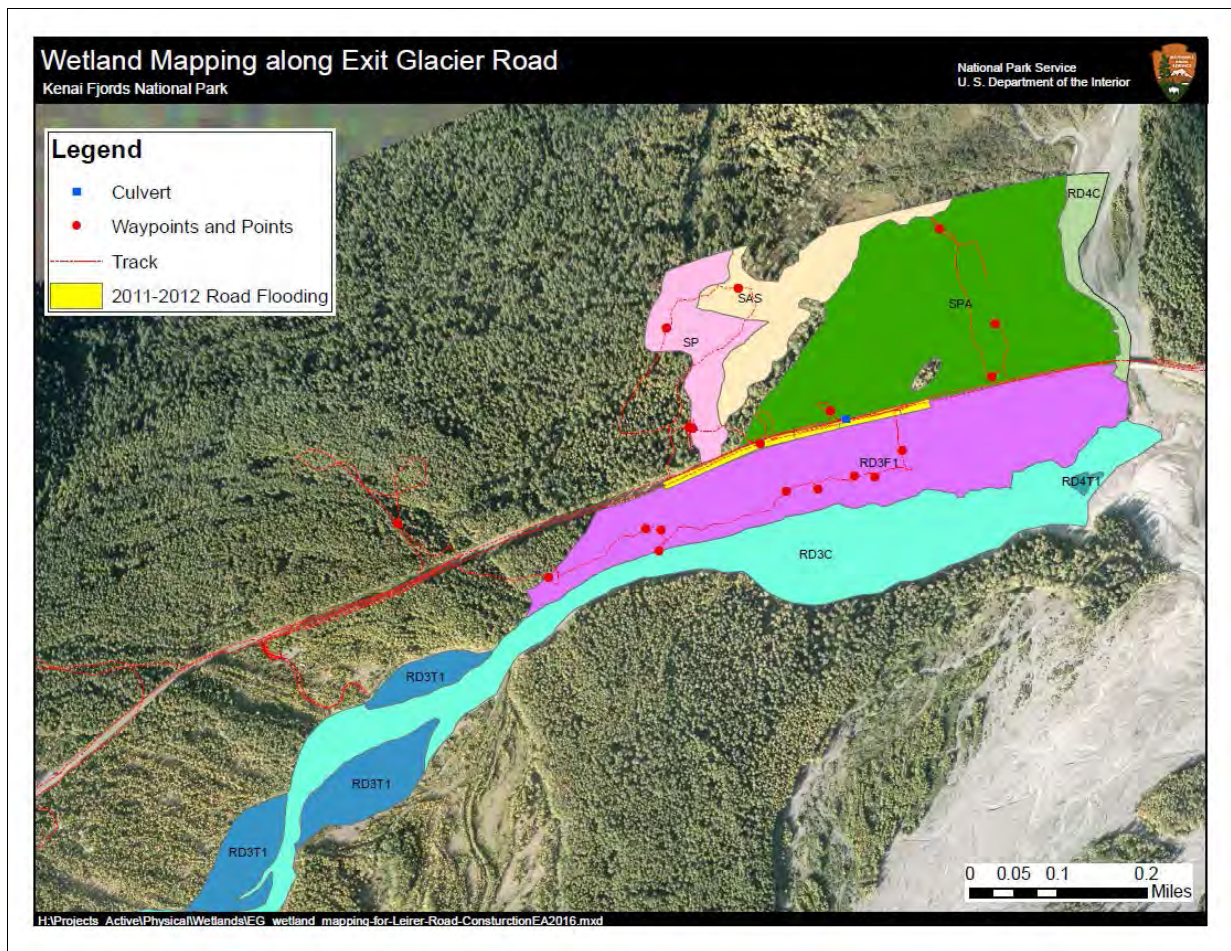 Wetland Mapping along Exit Glacier Road
Kenai Fjords National Park
National Park Service
U. S. Department of the Interior
Legend
Culvert
Waypoints and Points
Track
2011-2012 Road Flooding
RD4C
SAS
SPA
SP
RD3F1
RD4T1
RD3C
RD3T1
RD3T1
RD3T1
0 0.05 0.1 0.2
Miles
H:\Projects_Active\Physical\Wetlands\EG_wetland_mapping-for-Leirer-Road-ConsturctionEA2016.mxd